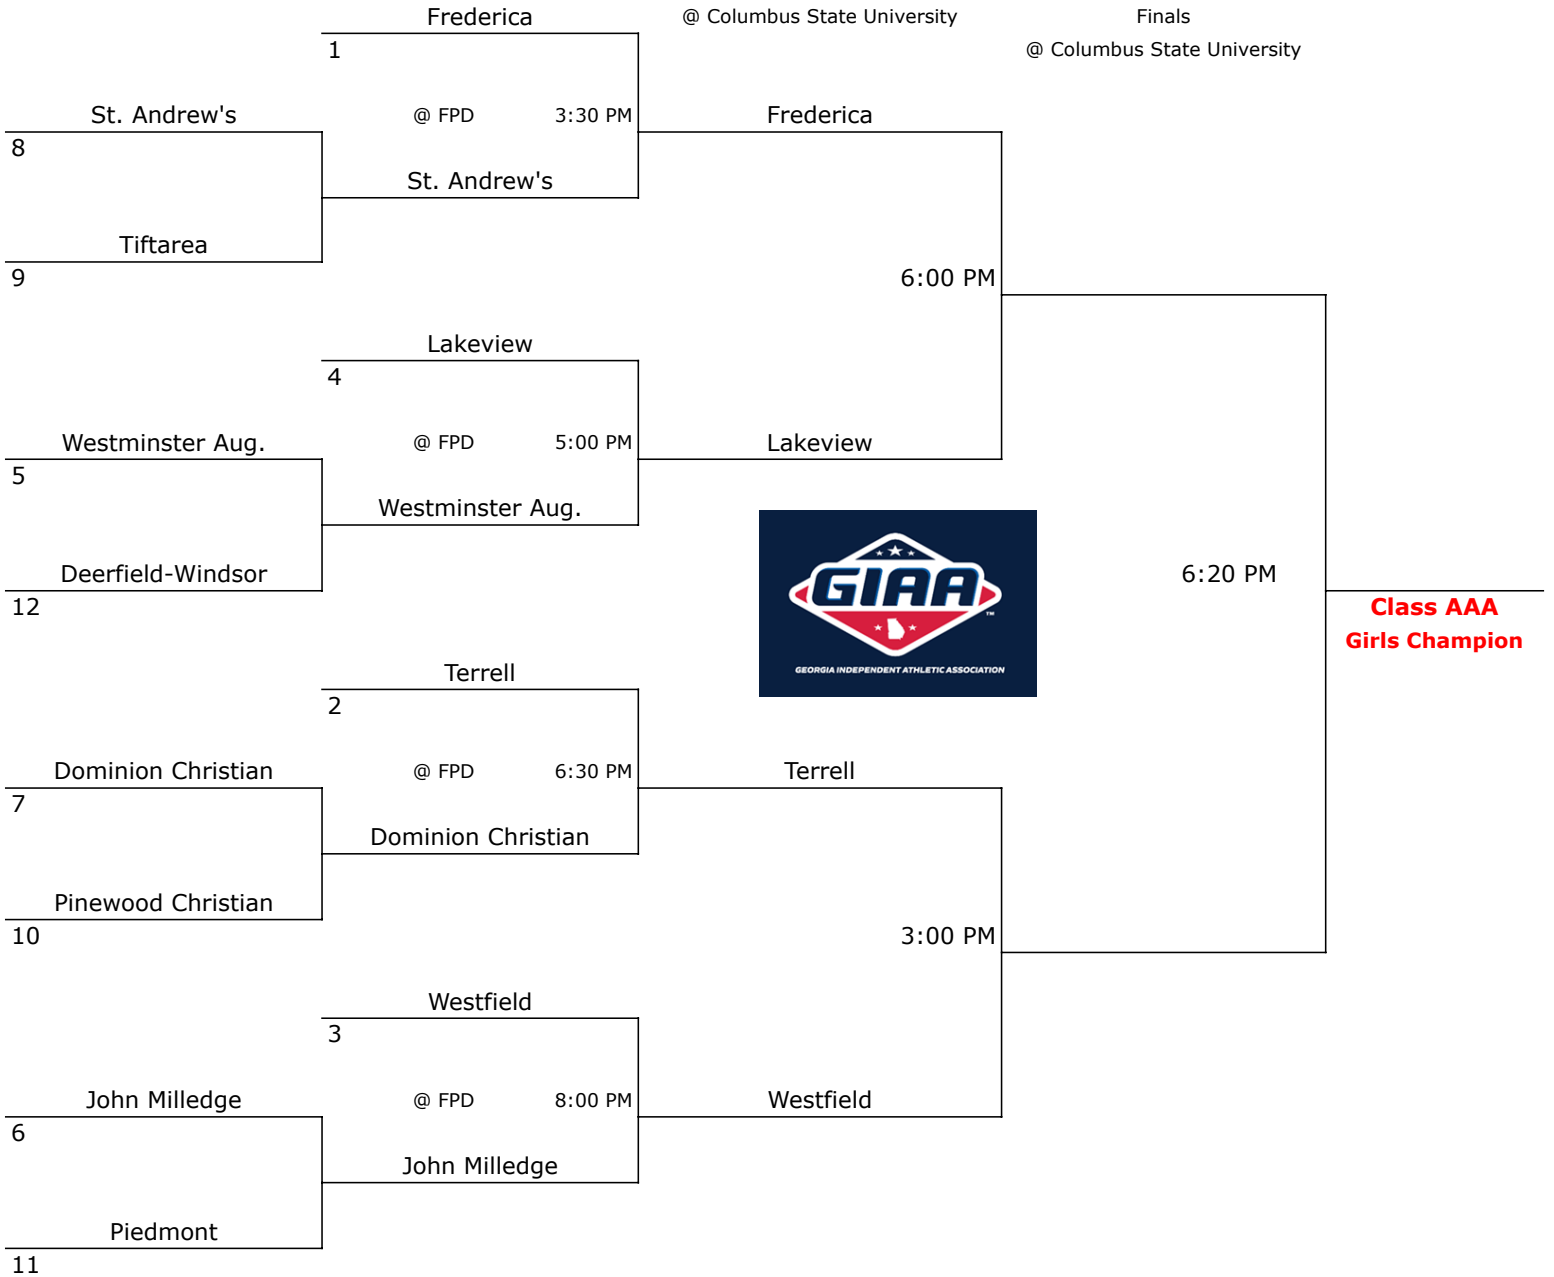 Frederica
@ Columbus State University
Finals
1
@ Columbus State University
St. Andrew's
@ FPD 3:30 PM
Frederica
8
St. Andrew's
Tiftarea
9
6:00 PM
Lakeview
4
Westminster Aug.
@ FPD 5:00 PM
Lakeview
5
Westminster Aug.
Deerfield-Windsor
12
GIAA
TM
GEORGIA INDEPENDENT ATHLETIC ASSOCIATION
6:20 PM
Class AAA
Girls Champion
Terrell
2
Dominion Christian
@ FPD 6:30 PM
Terrell
7
Dominion Christian
Pinewood Christian
10
3:00 PM
Westfield
3
John Milledge
@ FPD 8:00 PM
Westfield
6
John Milledge
Piedmont
11